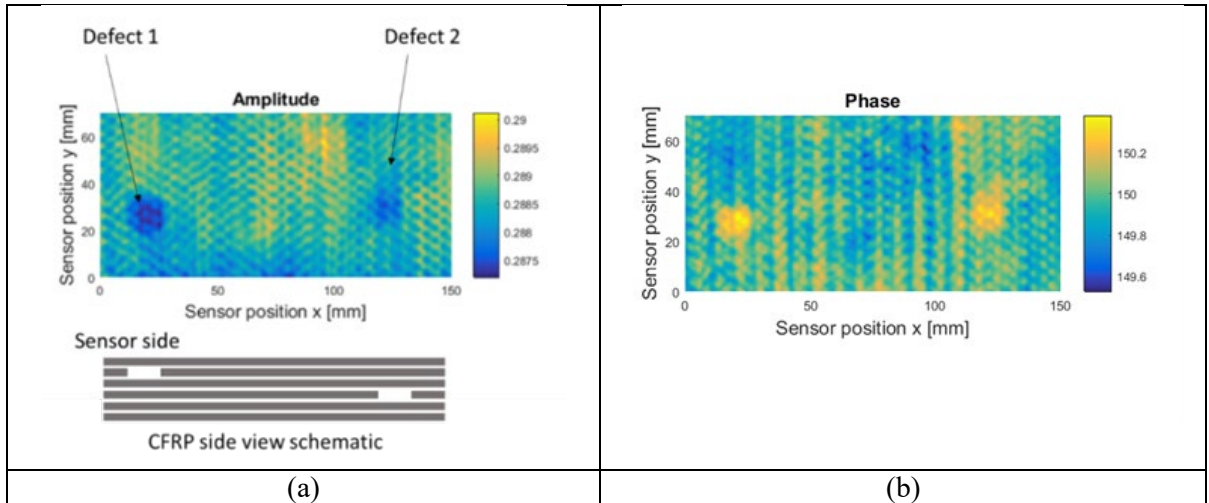 Defect 1 Defect 2
Amplitude
Sensor position y [mm]
60
40
20
0
0 50 100 150
Sensor position x [mm]
0.29
0.2895
0.289
0.2885
0.288
0.2875
Sensor side
CFRP side view schematic
(a)
Phase
Sensor position y [mm]
60
40
20
0
0 50 100 150
Sensor position x [mm]
150.2
150
149.8
149.6
(b)